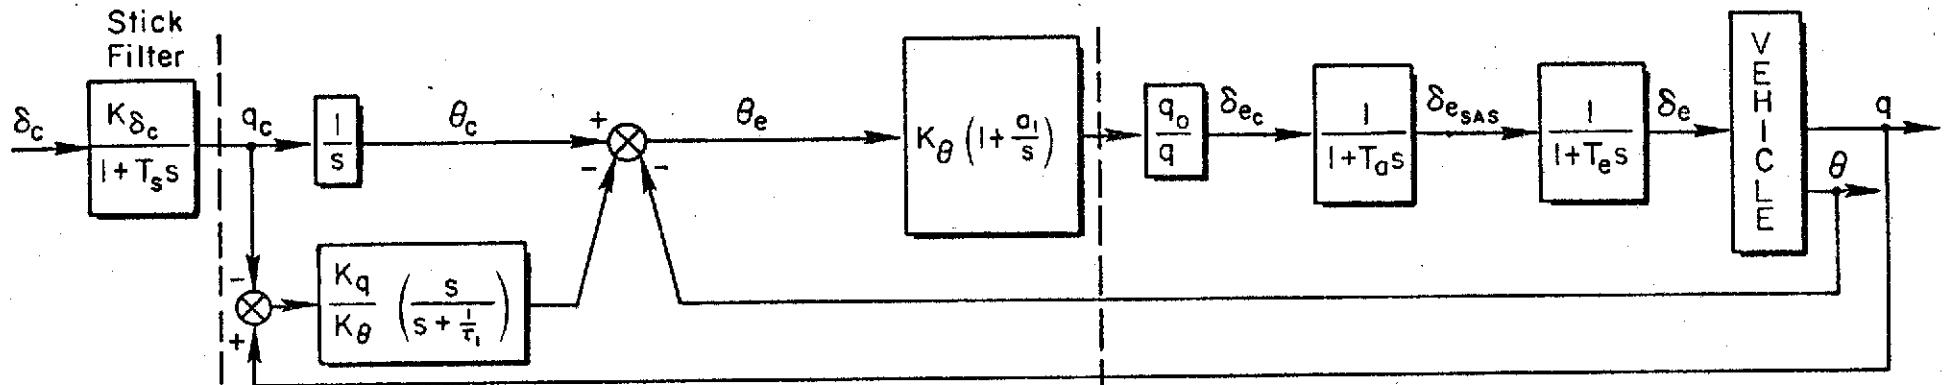 Stick
Filter
δc
Kδc
1+Tₛs
qc
1
s
θc
+
−
−
θe
Kθ (1+ a₁/s)
q₀
q
δec
1
1+Tₐs
δeSAS
1
1+Tₑs
δe
VEHICLE
q
θ
−
+
Kq
Kθ
(s / (s + 1/τ₁))